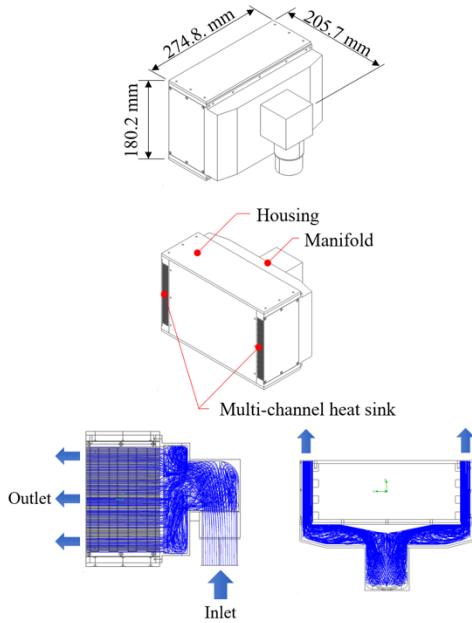 274.8. mm
205.7 mm
180.2 mm
Housing
Manifold
Multi-channel heat sink
Outlet
Inlet